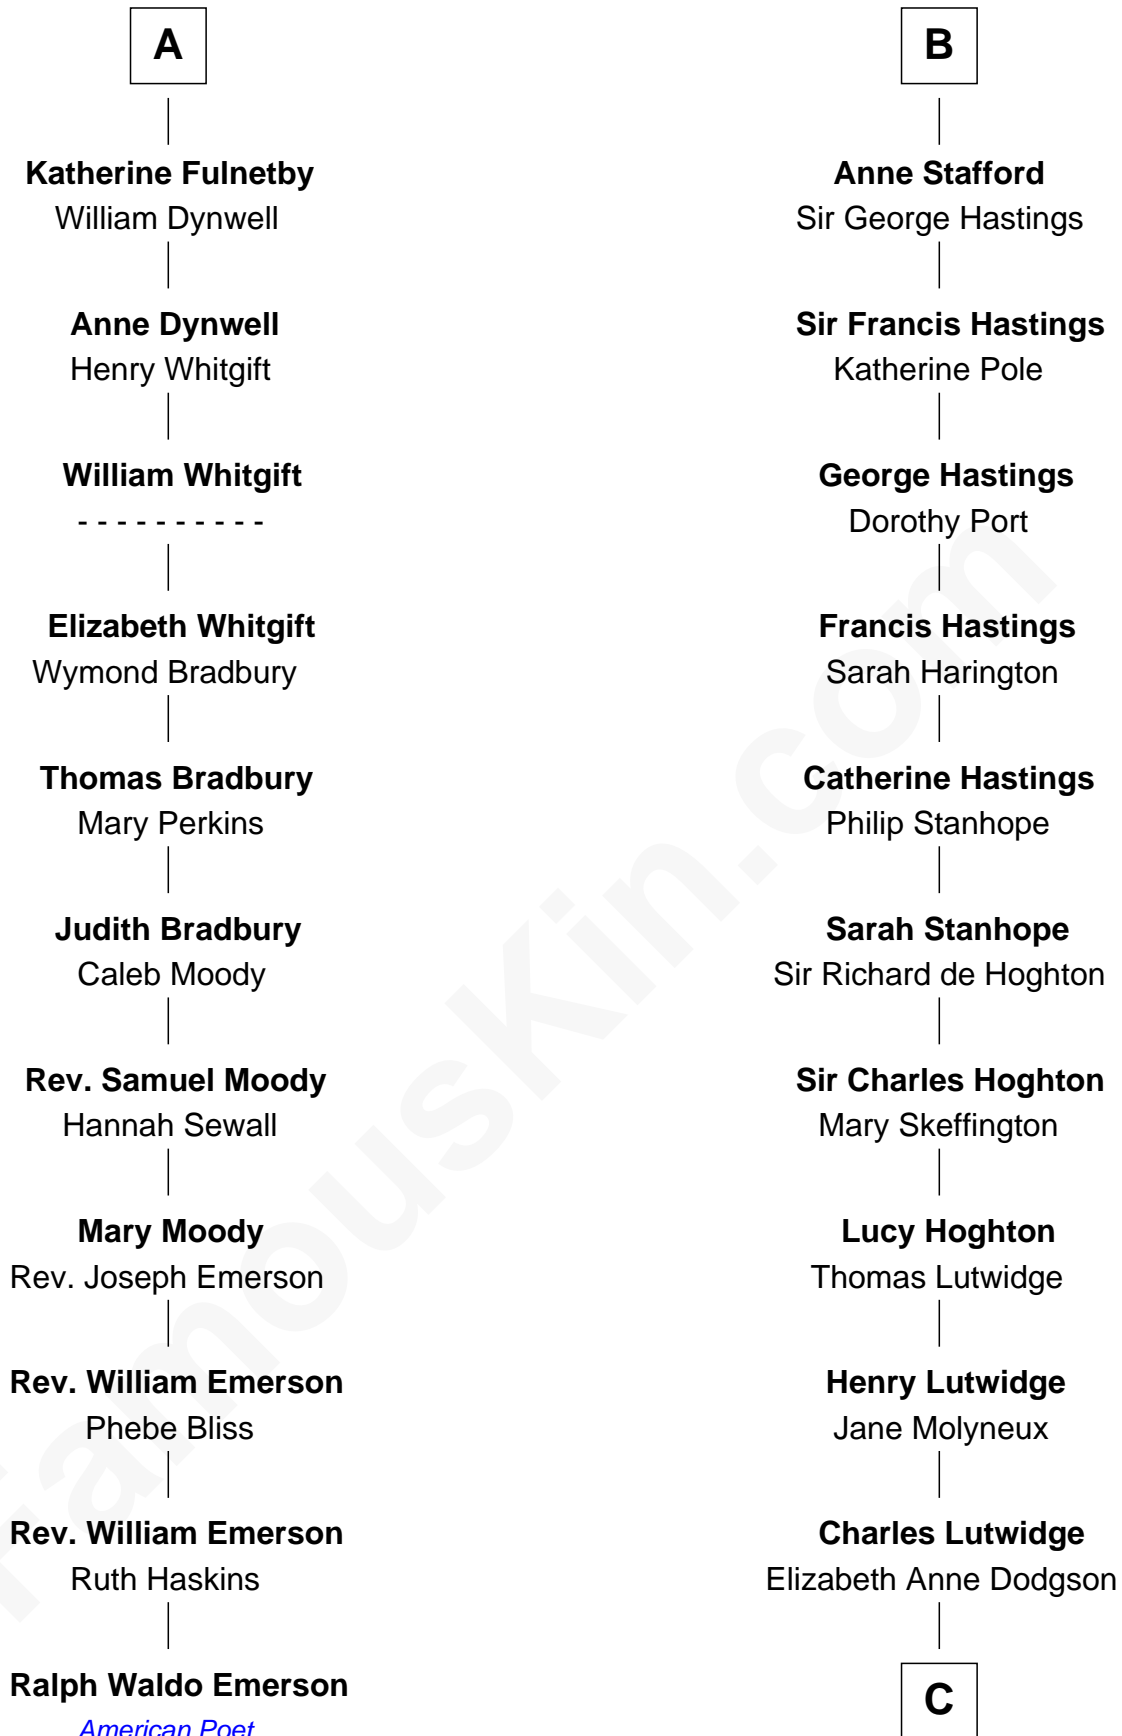 A
Katherine Fulnetby
William Dynwell
Anne Dynwell
Henry Whitgift
William Whitgift
- - - - - - - - - -
Elizabeth Whitgift
Wymond Bradbury
Thomas Bradbury
Mary Perkins
Judith Bradbury
Caleb Moody
Rev. Samuel Moody
Hannah Sewall
Mary Moody
Rev. Joseph Emerson
Rev. William Emerson
Phebe Bliss
Rev. William Emerson
Ruth Haskins
Ralph Waldo Emerson
American Poet
B
Anne Stafford
Sir George Hastings
Sir Francis Hastings
Katherine Pole
George Hastings
Dorothy Port
Francis Hastings
Sarah Harington
Catherine Hastings
Philip Stanhope
Sarah Stanhope
Sir Richard de Hoghton
Sir Charles Hoghton
Mary Skeffington
Lucy Hoghton
Thomas Lutwidge
Henry Lutwidge
Jane Molyneux
Charles Lutwidge
Elizabeth Anne Dodgson
C
FamousKin.com